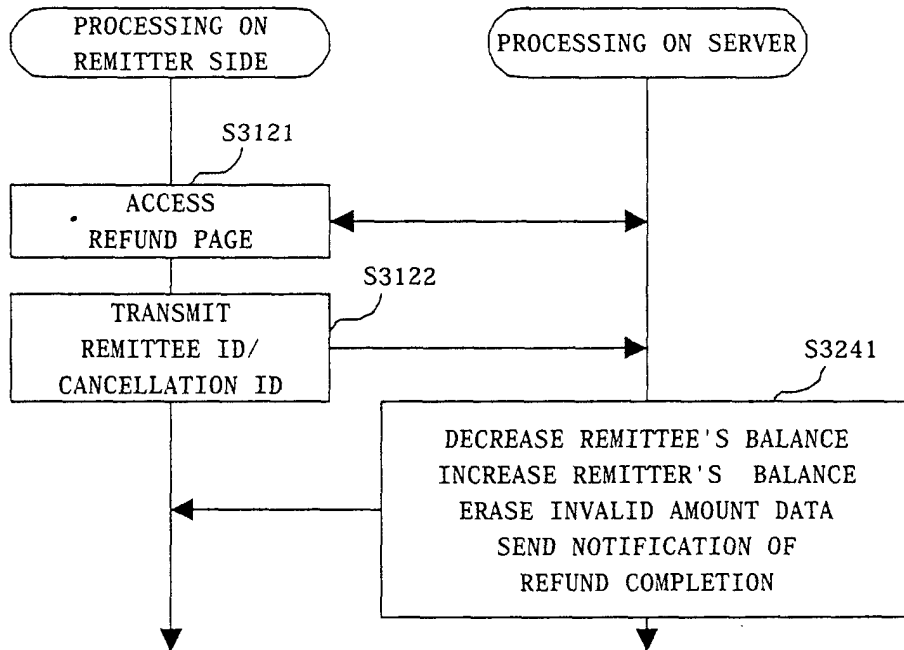 PROCESSING ON
REMITTER SIDE
PROCESSING ON SERVER
S3121
ACCESS
REFUND PAGE
S3122
TRANSMIT
REMITTEE ID/
CANCELLATION ID
S3241
DECREASE REMITTEE'S BALANCE
INCREASE REMITTER'S BALANCE
ERASE INVALID AMOUNT DATA
SEND NOTIFICATION OF
REFUND COMPLETION